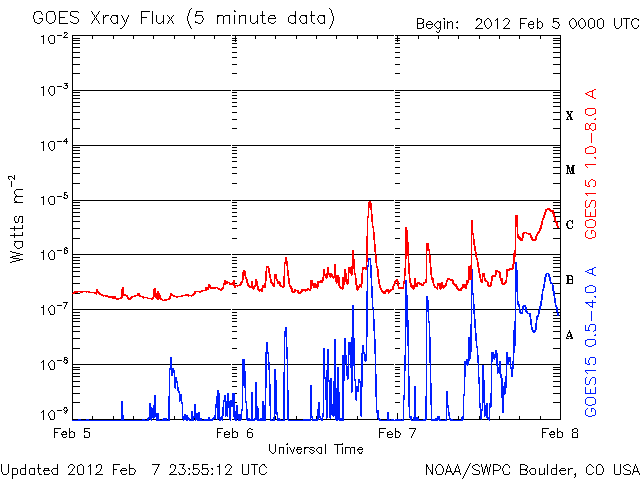 GOES Xray Flux (5 minute data)
Begin: 2012 Feb 5 0000 UTC
10⁻²
10⁻³
10⁻⁴
10⁻⁵
10⁻⁶
10⁻⁷
10⁻⁸
10⁻⁹
Watts m⁻²
X
M
C
B
A
GOES15 1.0-8.0 A
GOES15 0.5-4.0 A
Feb 5
Feb 6
Feb 7
Feb 8
Universal Time
Updated 2012 Feb 7 23:55:12 UTC
NOAA/SWPC Boulder, CO USA